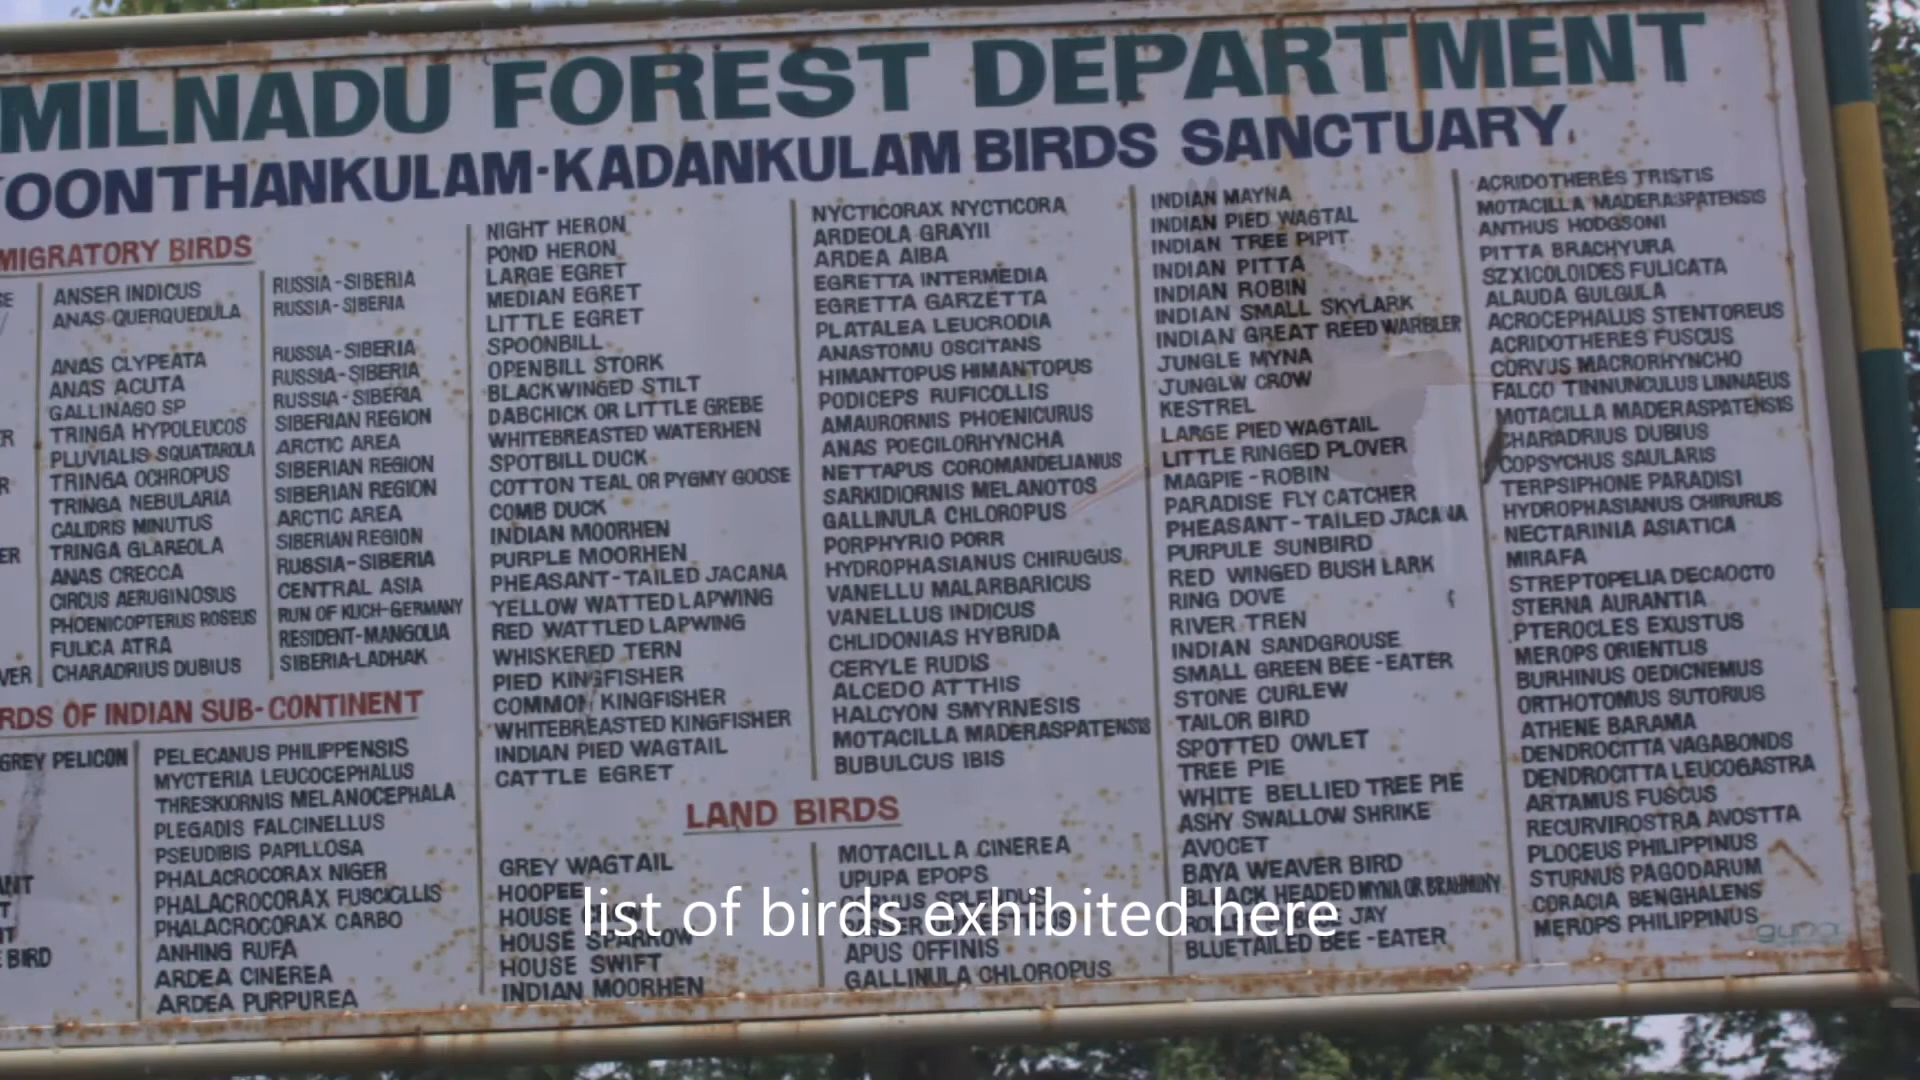 MILNADU FOREST DEPARTMENT
OONTHANKULAM-KADANKULAM BIRDS SANCTUARY
MIGRATORY BIRDS
ANSER INDICUS RUSSIA-SIBERIA
ANAS QUERQUEDULA RUSSIA-SIBERIA
ANAS CLYPEATA RUSSIA-SIBERIA
ANAS ACUTA RUSSIA-SIBERIA
GALLINAGO SP RUSSIA-SIBERIA
TRINGA HYPOLEUCOS SIBERIAN REGION
PLUVIALIS SQUATAROLA ARCTIC AREA
TRINGA OCHROPUS SIBERIAN REGION
TRINGA NEBULARIA SIBERIAN REGION
CALIDRIS MINUTUS ARCTIC AREA
TRINGA GLAREOLA SIBERIAN REGION
ANAS CRECCA RUSSIA-SIBERIA
CIRCUS AERUGINOSUS CENTRAL ASIA
PHOENICOPTERUS ROSEUS RUN OF KUCH-GERMANY
FULICA ATRA RESIDENT-MANGOLIA
CHARADRIUS DUBIUS SIBERIA-LADHAK
RDS OF INDIAN SUB-CONTINENT
GREY PELICON PELECANUS PHILIPPENSIS
MYCTERIA LEUCOCEPHALUS
THRESKIORNIS MELANOCEPHALA
PLEGADIS FALCINELLUS
PSEUDIBIS PAPILLOSA
PHALACROCORAX NIGER
PHALACROCORAX FUSCICLLIS
PHALACROCORAX CARBO
ANHING RUFA
BIRD ARDEA CINEREA
ARDEA PURPUREA
NIGHT HERON NYCTICORAX NYCTICORA
POND HERON ARDEOLA GRAYII
LARGE EGRET ARDEA AIBA
MEDIAN EGRET EGRETTA INTERMEDIA
LITTLE EGRET EGRETTA GARZETTA
SPOONBILL PLATALEA LEUCRODIA
OPENBILL STORK ANASTOMU OSCITANS
BLACKWINGED STILT HIMANTOPUS HIMANTOPUS
DABCHICK OR LITTLE GREBE PODICEPS RUFICOLLIS
WHITEBREASTED WATERHEN AMAURORNIS PHOENICURUS
SPOTBILL DUCK ANAS POECILORHYNCHA
COTTON TEAL OR PYGMY GOOSE NETTAPUS COROMANDELIANUS
COMB DUCK SARKIDIORNIS MELANOTOS
INDIAN MOORHEN GALLINULA CHLOROPUS
PURPLE MOORHEN PORPHYRIO PORR
PHEASANT-TAILED JACANA HYDROPHASIANUS CHIRUGUS
YELLOW WATTED LAPWING VANELLU MALARBARICUS
RED WATTLED LAPWING VANELLUS INDICUS
WHISKERED TERN CHLIDONIAS HYBRIDA
PIED KINGFISHER CERYLE RUDIS
COMMON KINGFISHER ALCEDO ATTHIS
WHITEBREASTED KINGFISHER HALCYON SMYRNESIS
INDIAN PIED WAGTAIL MOTACILLA MADERASPATENSIS
CATTLE EGRET BUBULCUS IBIS
LAND BIRDS
GREY WAGTAIL MOTACILLA CINEREA
HOOPEE UPUPA EPOPS
HOUSE
HOUSE SPARROW
HOUSE SWIFT APUS OFFINIS
INDIAN MOORHEN GALLINULA CHLOROPUS
INDIAN MAYNA ACRIDOTHERES TRISTIS
INDIAN PIED WAGTAL MOTACILLA MADERASPATENSIS
INDIAN TREE PIPIT ANTHUS HODGSONI
INDIAN PITTA PITTA BRACHYURA
INDIAN ROBIN SZXICOLOIDES FULICATA
INDIAN SMALL SKYLARK ALAUDA GULGULA
INDIAN GREAT REED WARBLER ACROCEPHALUS STENTOREUS
JUNGLE MYNA ACRIDOTHERES FUSCUS
JUNGLW CROW CORVUS MACRORHYNCHO
KESTREL FALCO TINNUNCULUS LINNAEUS
LARGE PIED WAGTAIL MOTACILLA MADERASPATENSIS
LITTLE RINGED PLOVER CHARADRIUS DUBIUS
MAGPIE-ROBIN COPSYCHUS SAULARIS
PARADISE FLY CATCHER TERPSIPHONE PARADISI
PHEASANT-TAILED JACANA HYDROPHASIANUS CHIRURUS
PURPULE SUNBIRD NECTARINIA ASIATICA
RED WINGED BUSH LARK MIRAFA
RING DOVE STREPTOPELIA DECAOCTO
RIVER TREN STERNA AURANTIA
INDIAN SANDGROUSE PTEROCLES EXUSTUS
SMALL GREEN BEE-EATER MEROPS ORIENTLIS
STONE CURLEW BURHINUS OEDICNEMUS
TAILOR BIRD ORTHOTOMUS SUTORIUS
SPOTTED OWLET ATHENE BARAMA
TREE PIE DENDROCITTA VAGABONDS
WHITE BELLIED TREE PIE DENDROCITTA LEUCOGASTRA
ASHY SWALLOW SHRIKE ARTAMUS FUSCUS
AVOCET RECURVIROSTRA AVOSTTA
BAYA WEAVER BIRD PLOCEUS PHILIPPINUS
BLLACK HEADED MYNA OR BRAHMINY STURNUS PAGODARUM
JAY CORACIA BENGHALENS
BLUETAILED BEE-EATER MEROPS PHILIPPINUS
list of birds exhibited here
guna